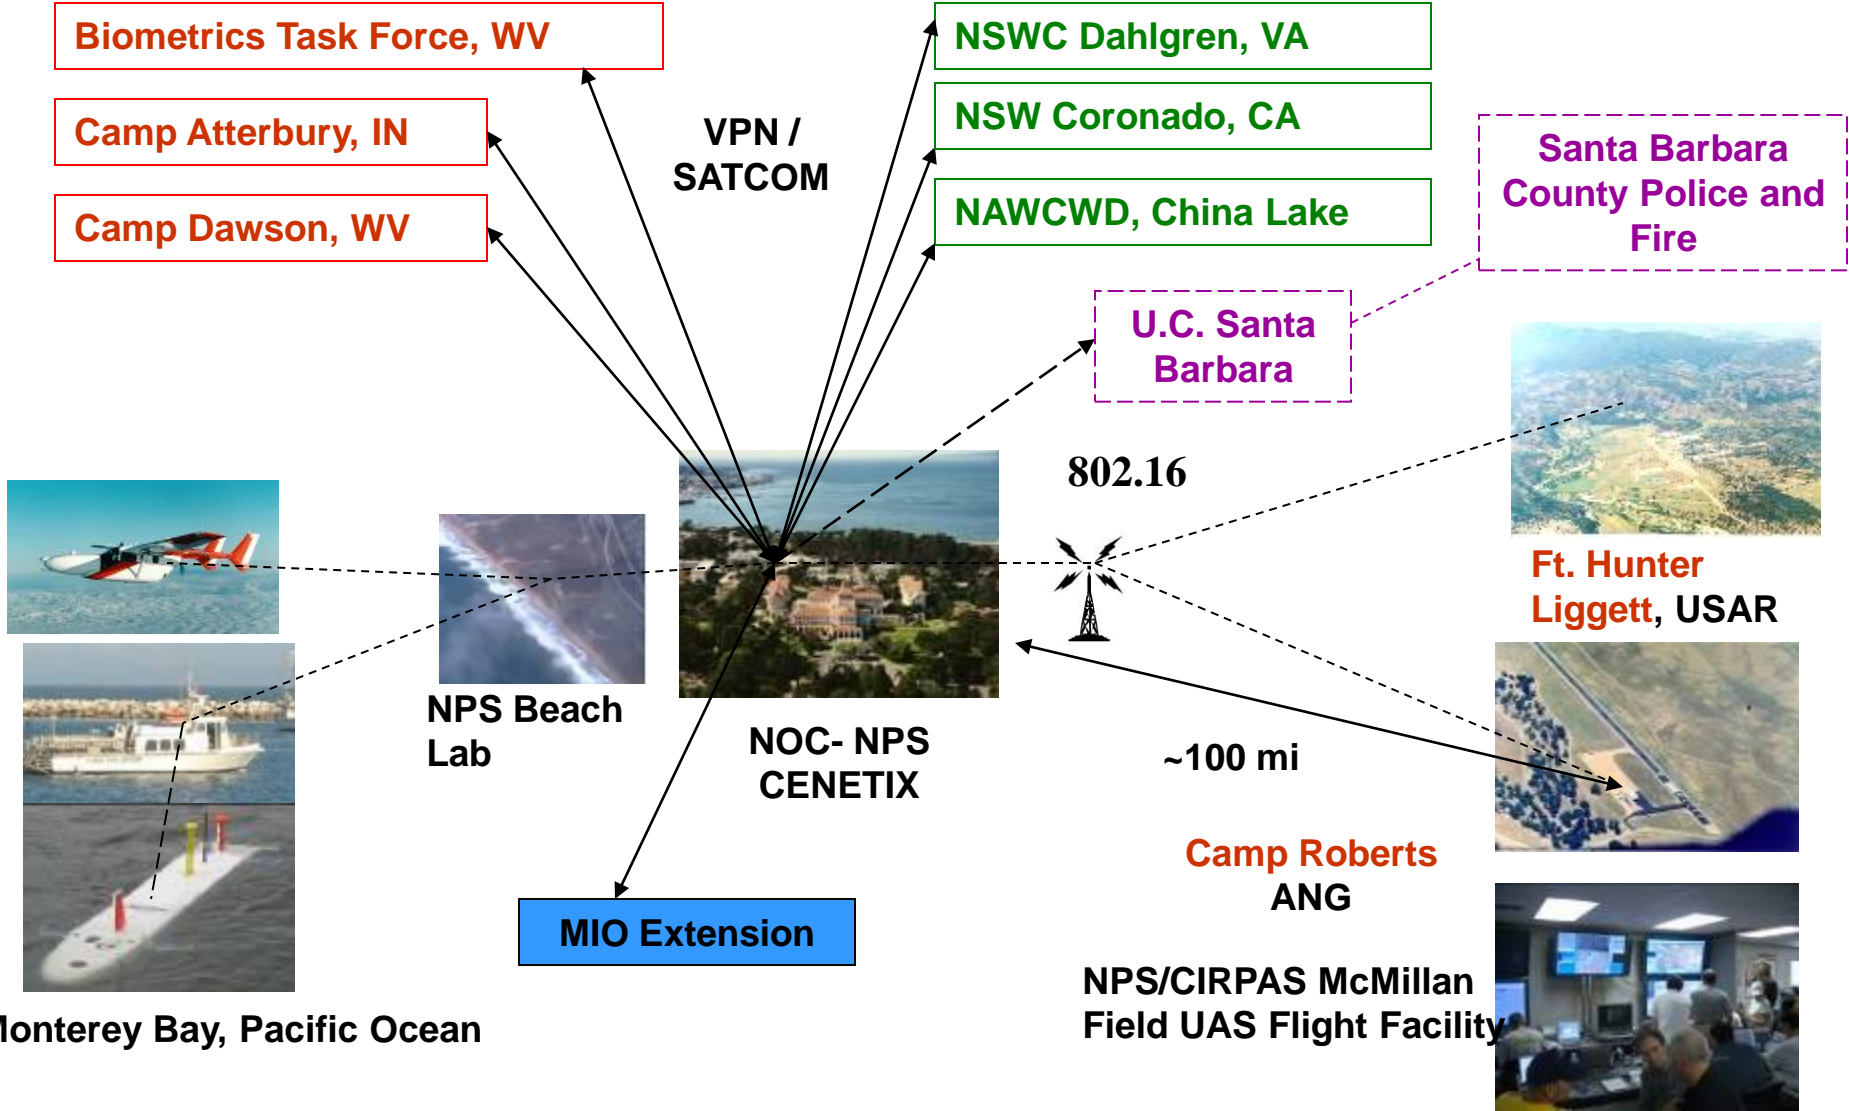 Biometrics Task Force, WV
NSWC Dahlgren, VA
Camp Atterbury, IN
VPN /
SATCOM
NSW Coronado, CA
Santa Barbara
County Police and
Fire
Camp Dawson, WV
NAWCWD, China Lake
U.C. Santa
Barbara
802.16
Ft. Hunter
Liggett, USAR
NPS Beach
Lab
NOC- NPS
CENETIX
~100 mi
Camp Roberts
ANG
MIO Extension
NPS/CIRPAS McMillan
Field UAS Flight Facility
Monterey Bay, Pacific Ocean